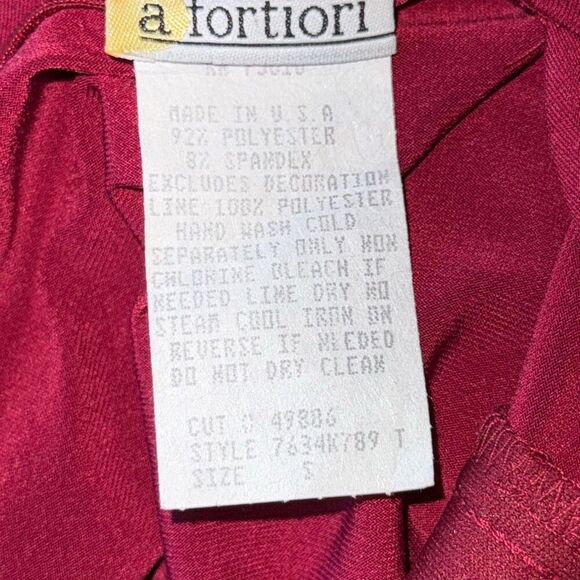 a fortiori
RN 73616
MADE IN U.S.A
92% POLYESTER
8% SPANDEX
EXCLUDES DECORATION
LINE 100% POLYESTER
HAND WASH COLD
SEPARATELY ONLY NON
CHLORINE BLEACH IF
NEEDED LINE DRY NO
STEAM COOL IRON ON
REVERSE IF NEEDED
DO NOT DRY CLEAN
CUT # 49806
STYLE 7634K789 T
SIZE S